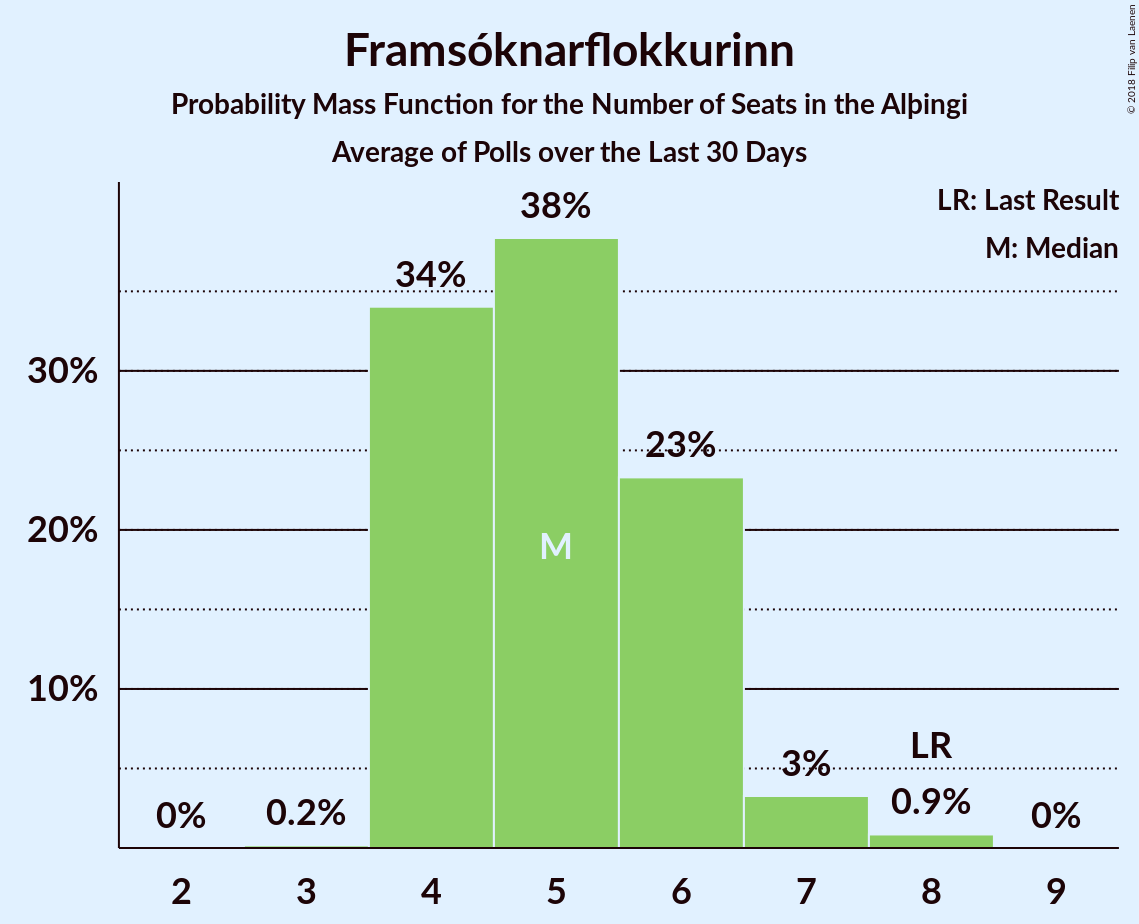 Framsóknarflokkurinn
Probability Mass Function for the Number of Seats in the Alþingi
Average of Polls over the Last 30 Days
© 2018 Filip van Laenen
LR: Last Result
M: Median
38%
34%
30%
23%
20%
M
10%
LR
3%
0%
0.2%
0.9%
0%
2 3 4 5 6 7 8 9